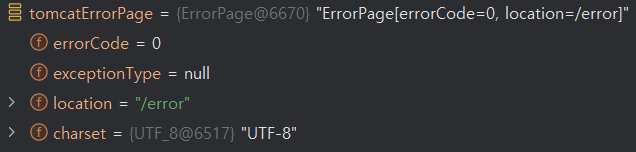 tomcatErrorPage = {ErrorPage@6670} "ErrorPage[errorCode=0, location=/error]"
f errorCode = 0
f exceptionType = null
> f location = "/error"
> f charset = {UTF_8@6517} "UTF-8"